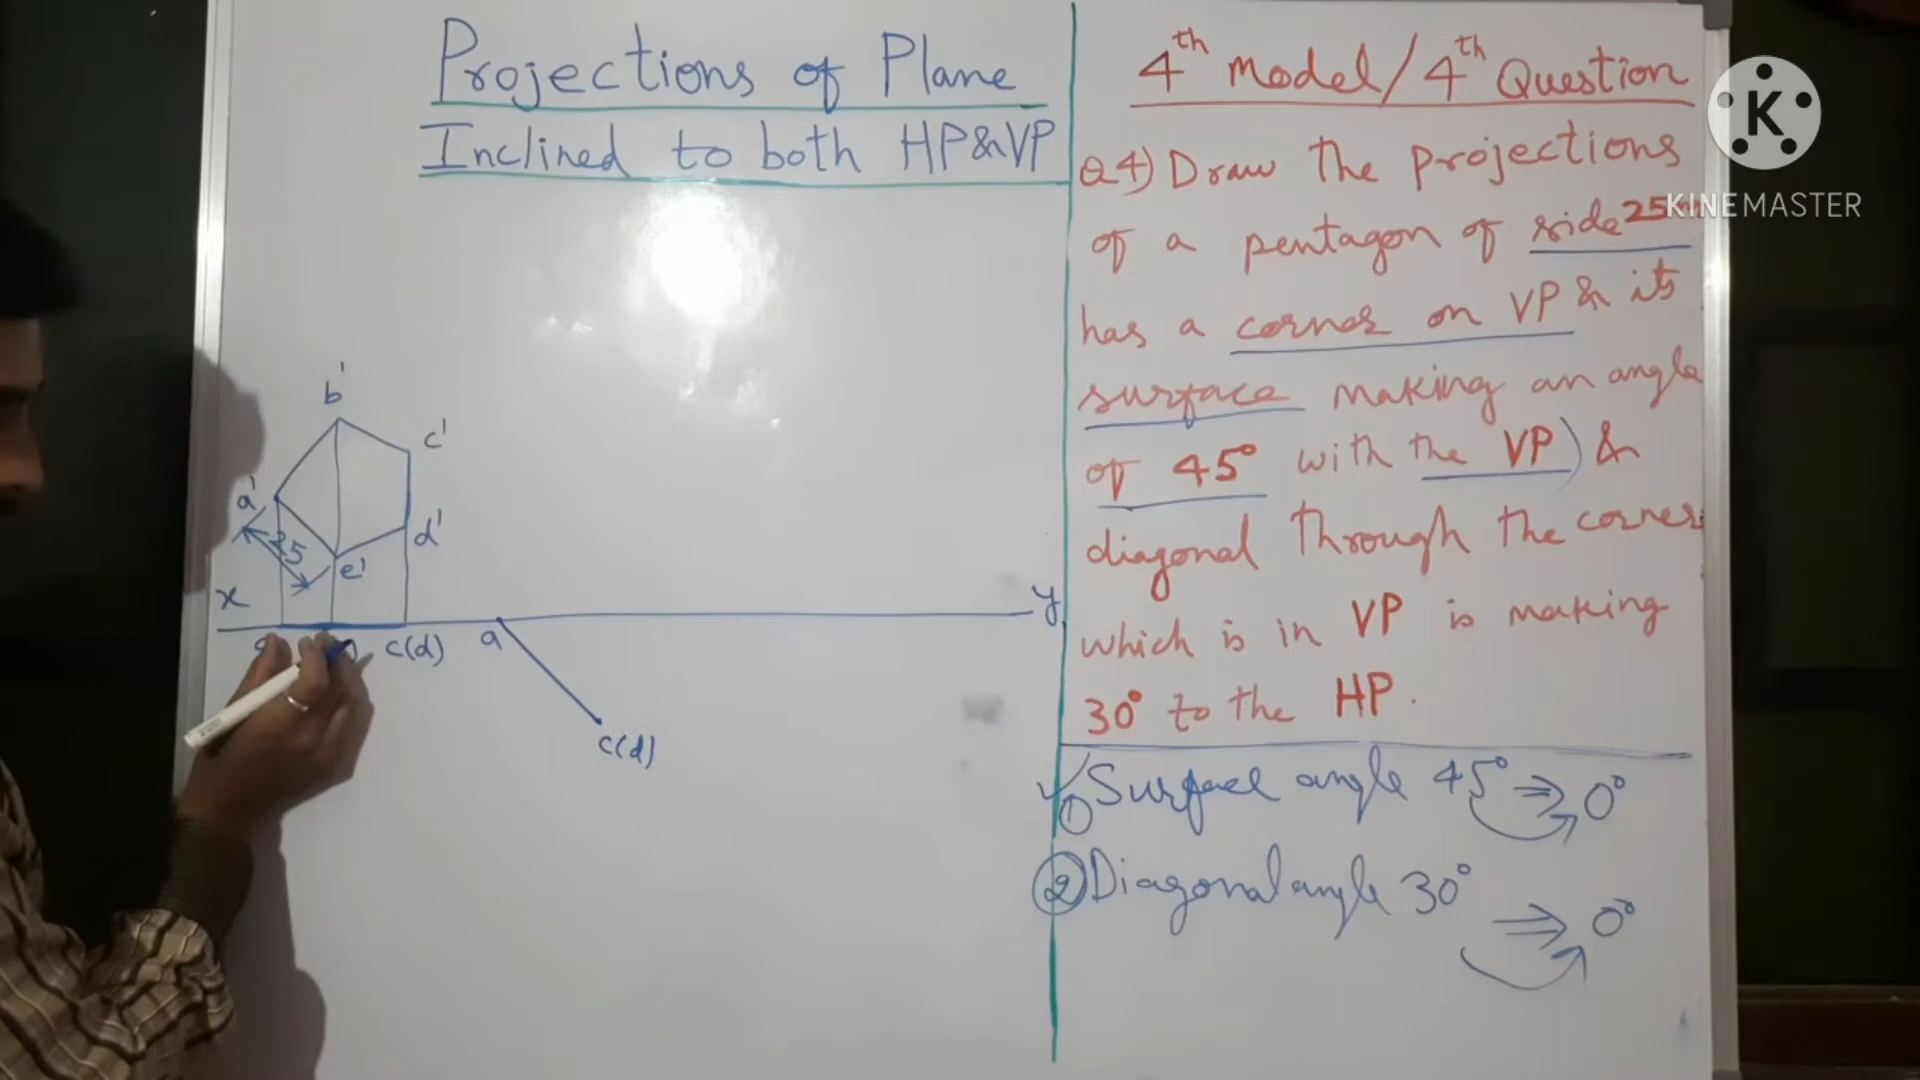 Projections of Plane
Inclined to both HP&VP
4th Model/4th Question
Q4) Draw the projections
of a pentagon of side 25
has a corner on VP & its
surface making an angle
of 45° with the VP) &
diagonal through the corner
which is in VP is making
30° to the HP.
① Surface angle 45° ⇒ 0°
② Diagonal angle 30° ⇒ 0°
b'
c'
a'
d'
25
e'
x
y
c(d)
a
c(d)
K
KINEMASTER